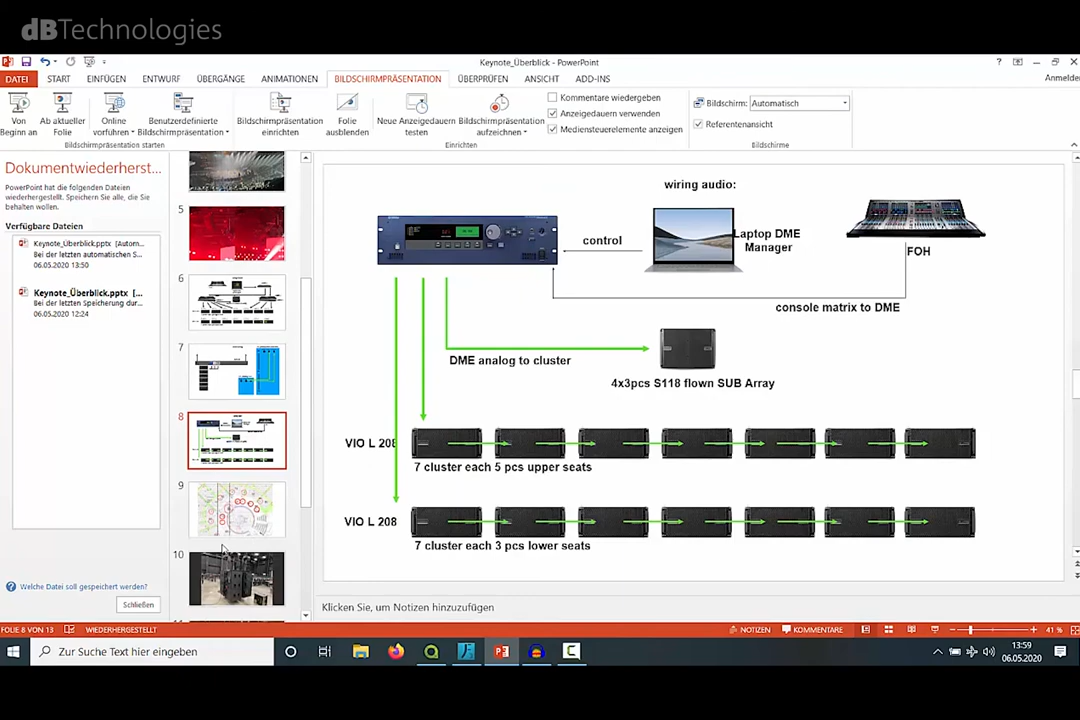 dBTechnologies
Keynote_Überblick - PowerPoint
DATEI START EINFÜGEN ENTWURF ÜBERGÄNGE ANIMATIONEN BILDSCHIRMPRÄSENTATION ÜBERPRÜFEN ANSICHT ADD-INS
Anmelder
Von Beginn an
Ab aktueller Folie
Online vorführen
Benutzerdefinierte Bildschirmpräsentation
Bildschirmpräsentation einrichten
Folie ausblenden
Neue Anzeigedauern testen
Bildschirmpräsentation aufzeichnen
Kommentare wiedergeben
Anzeigedauern verwenden
Mediensteuerelemente anzeigen
Bildschirm: Automatisch
Referentenansicht
Bildschirmpräsentation starten
Einrichten
Bildschirme
Dokumentwiederherst...
PowerPoint hat die folgenden Dateien
wiederhergestellt. Speichern Sie alle, die Sie
behalten wollen.
Verfügbare Dateien
Keynote_Überblick.pptx [Autom...
Bei der letzten automatischen S...
06.05.2020 13:50
Keynote_Überblick.pptx [...
Bei der letzten Speicherung dur...
06.05.2020 12:24
Welche Datei soll gespeichert werden?
Schließen
5
6
7
8
9
10
wiring audio:
control
Laptop DME
Manager
FOH
console matrix to DME
DME analog to cluster
4x3pcs S118 flown SUB Array
VIO L 208
7 cluster each 5 pcs upper seats
VIO L 208
7 cluster each 3 pcs lower seats
Klicken Sie, um Notizen hinzuzufügen
FOLIE 8 VON 13 WIEDERHERGESTELLT NOTIZEN KOMMENTARE 41 %
Zur Suche Text hier eingeben
13:59
06.05.2020